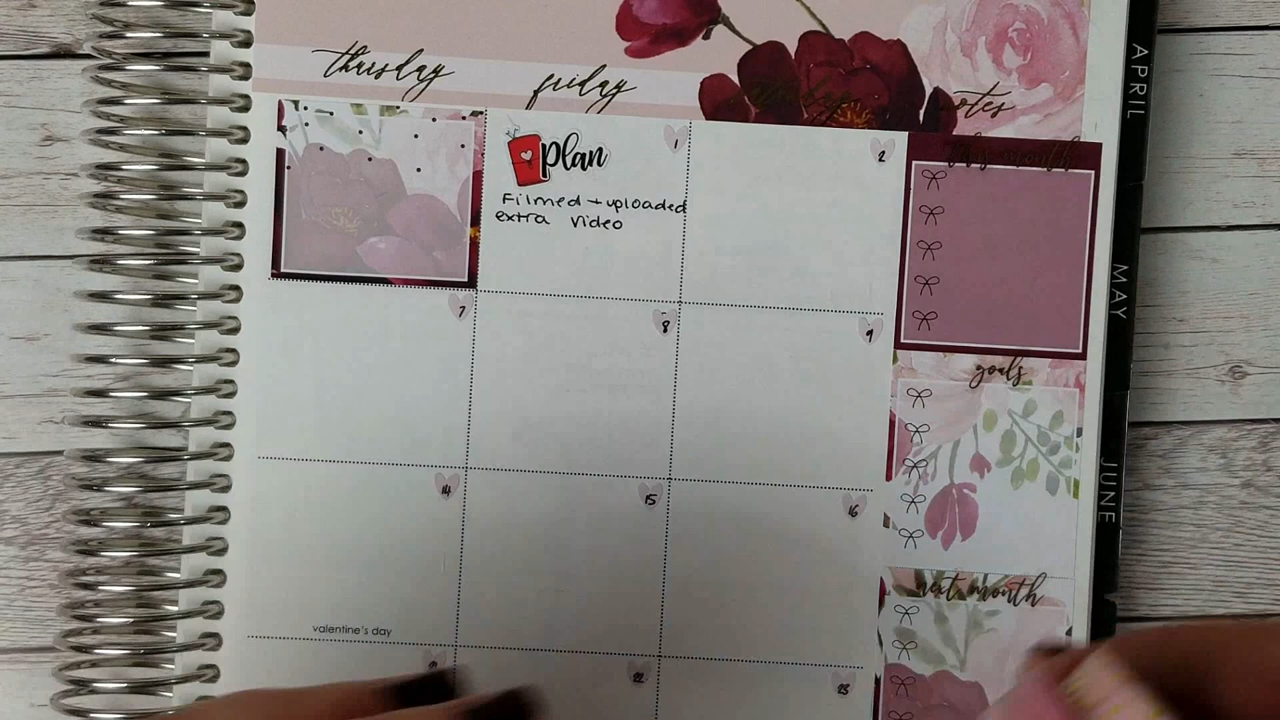 thursday
friday
notes
this month
1
plan
Filmed + uploaded
extra video
2
7
8
9
goals
14
15
16
valentine's day
next month
22
23
APRIL
MAY
JUNE